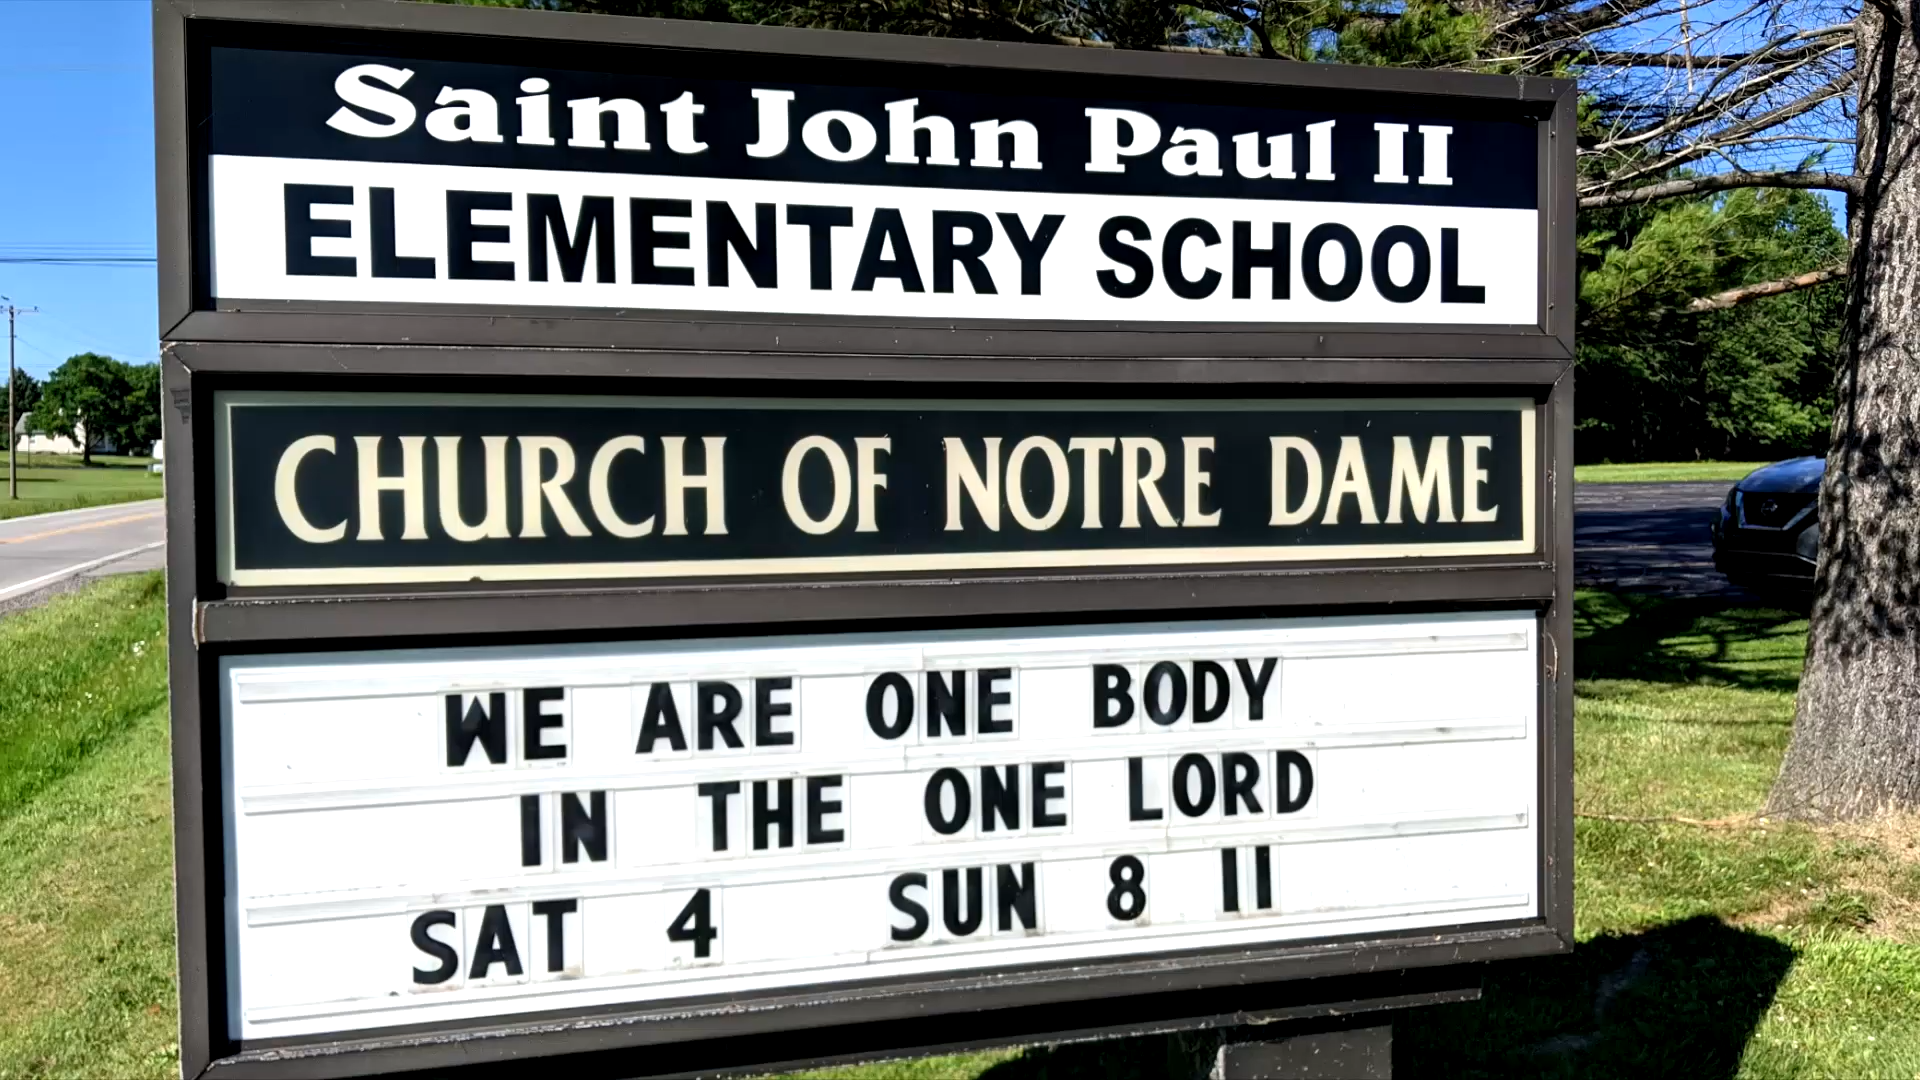 Saint John Paul II
ELEMENTARY SCHOOL
CHURCH OF NOTRE DAME
WE ARE ONE BODY
IN THE ONE LORD
SAT 4 SUN 8 11